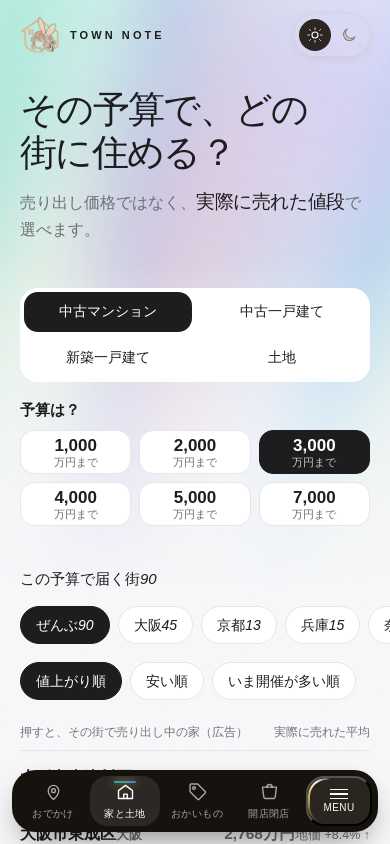 TOWN NOTE
その予算で、どの
街に住める？
売り出し価格ではなく、実際に売れた値段で
選べます。
中古マンション
中古一戸建て
新築一戸建て
土地
予算は？
1,000
万円まで
2,000
万円まで
3,000
万円まで
4,000
万円まで
5,000
万円まで
7,000
万円まで
この予算で届く街90
ぜんぶ90
大阪45
京都13
兵庫15
値上がり順
安い順
いま開催が多い順
押すと、その街で売り出し中の家（広告）
実際に売れた平均
おでかけ
家と土地
おかいもの
開店閉店
MENU
大阪市東成区大阪
2,768万円地価 +8.4% ↑